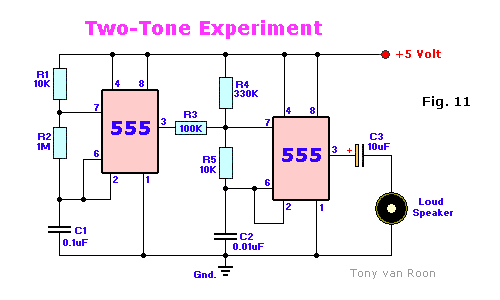 Two-Tone Experiment
+5 Volt
Fig. 11
R1
10K
4
8
R4
330K
4
8
7
R3
100K
3
7
555
R2
1M
555
R5
10K
3
+
C3
10uF
6
2
1
6
2
1
Loud
Speaker
C1
0.1uF
C2
0.01uF
Gnd.
Tony van Roon